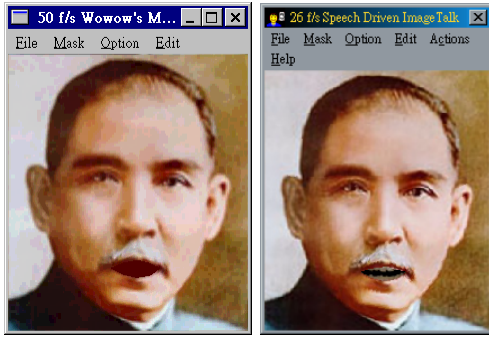 50 f/s Wowow's M...
File Mask Option Edit
26 f/s Speech Driven ImageTalk
File Mask Option Edit Actions
Help